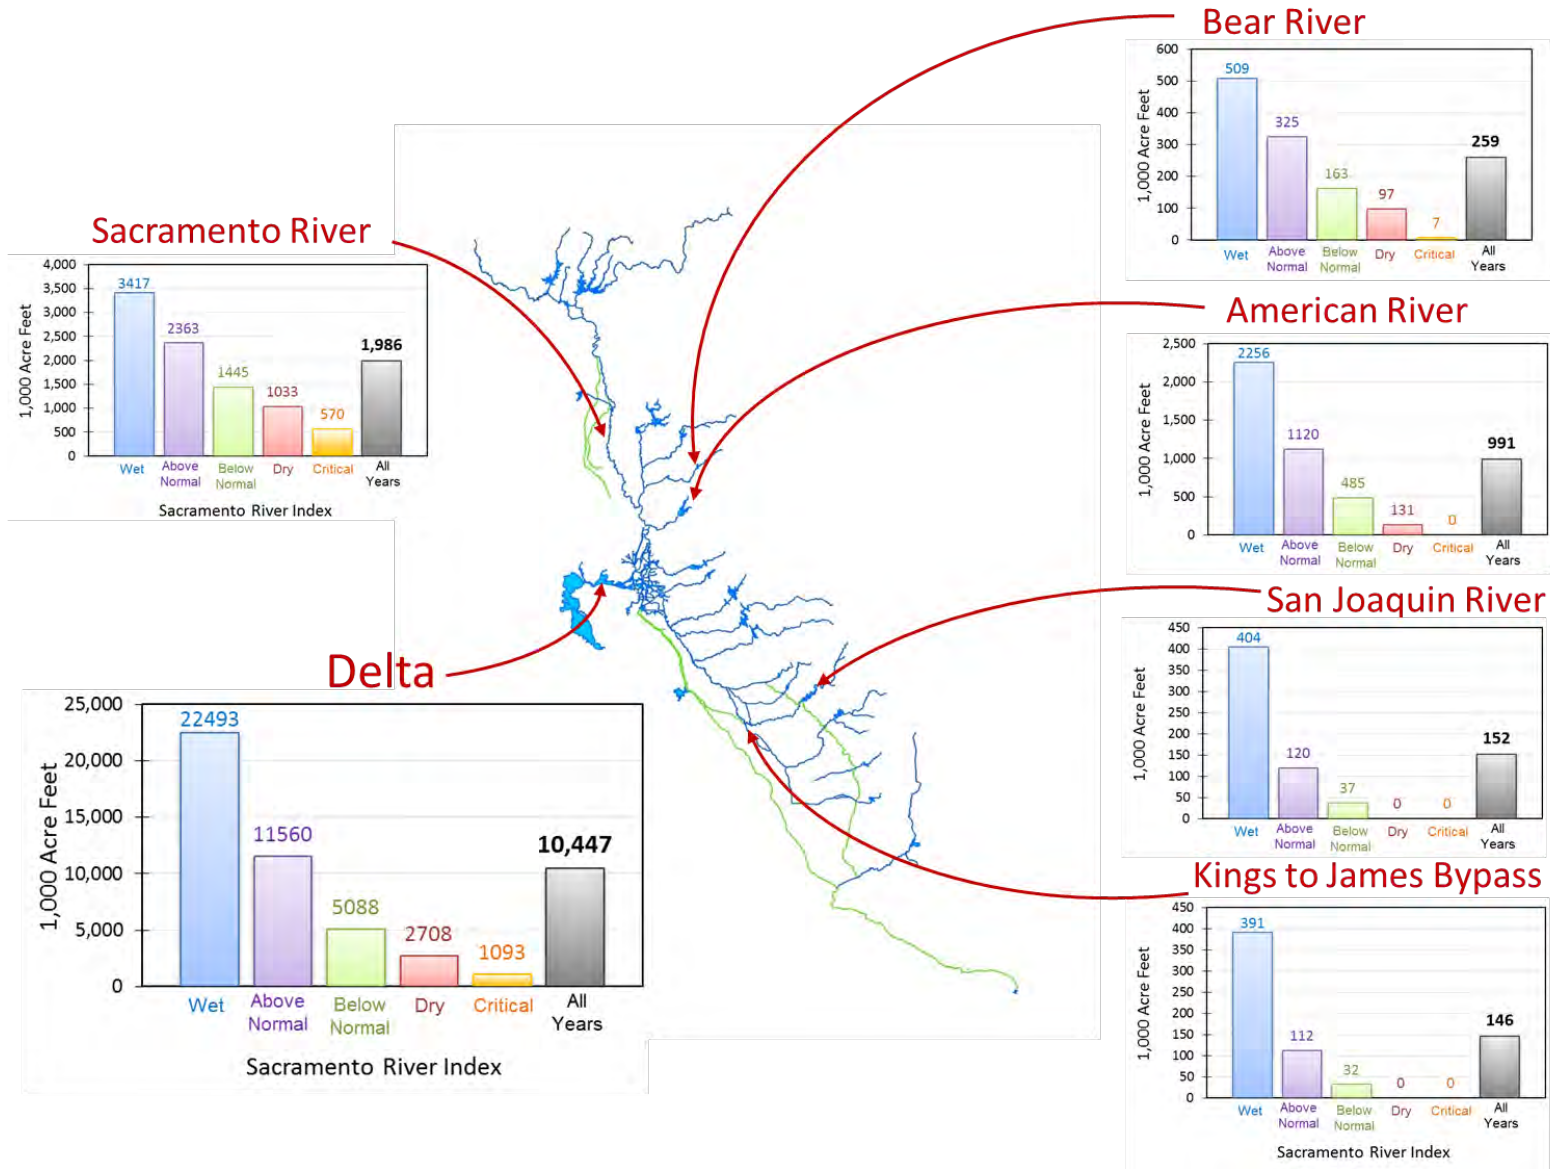 Sacramento River
1,000 Acre Feet
4,000
3,500
3,000
2,500
2,000
1,500
1,000
500
0
3417
2363
1445
1033
570
1,986
Wet
Above
Normal
Below
Normal
Dry
Critical
All
Years
Sacramento River Index
Delta
1,000 Acre Feet
25,000
20,000
15,000
10,000
5,000
0
22493
11560
5088
2708
1093
10,447
Wet
Above
Normal
Below
Normal
Dry
Critical
All
Years
Sacramento River Index
Bear River
1,000 Acre Feet
600
500
400
300
200
100
0
509
325
163
97
7
259
Wet
Above
Normal
Below
Normal
Dry
Critical
All
Years
American River
1,000 Acre Feet
2,500
2,000
1,500
1,000
500
0
2256
1120
485
131
0
991
Wet
Above
Normal
Below
Normal
Dry
Critical
All
Years
San Joaquin River
1,000 Acre Feet
450
400
350
300
250
200
150
100
50
0
404
120
37
0
0
152
Wet
Above
Normal
Below
Normal
Dry
Critical
All
Years
Kings to James Bypass
1,000 Acre Feet
450
400
350
300
250
200
150
100
50
0
391
112
32
0
0
146
Wet
Above
Normal
Below
Normal
Dry
Critical
All
Years
Sacramento River Index